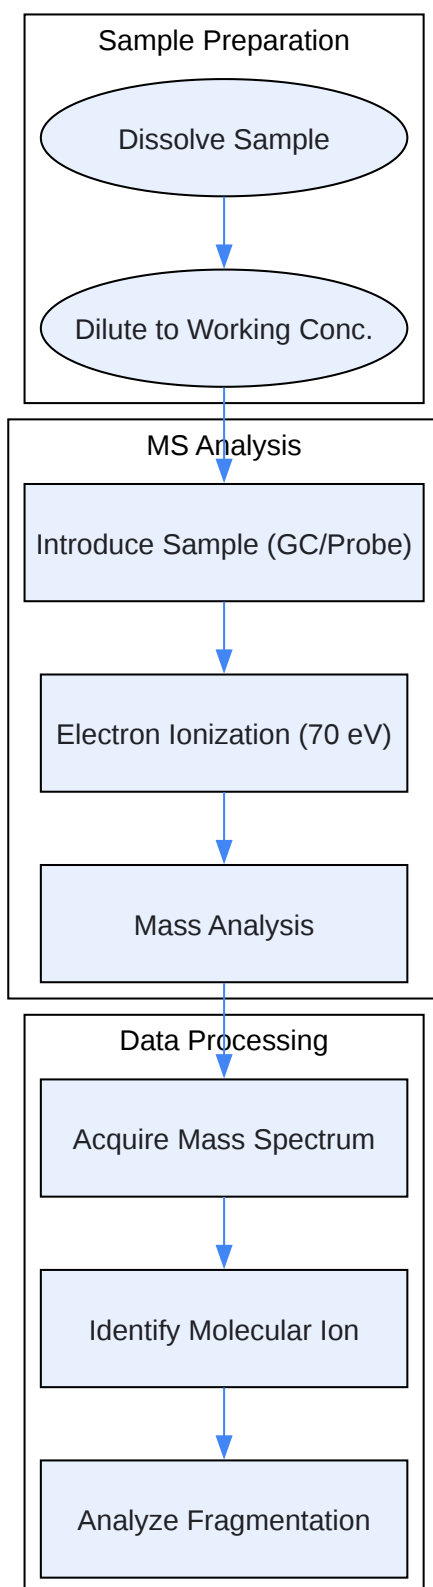 Sample Preparation
Dissolve Sample
Dilute to Working Conc.
MS Analysis
Introduce Sample (GC/Probe)
Electron Ionization (70 eV)
Mass Analysis
Data Processing
Acquire Mass Spectrum
Identify Molecular Ion
Analyze Fragmentation